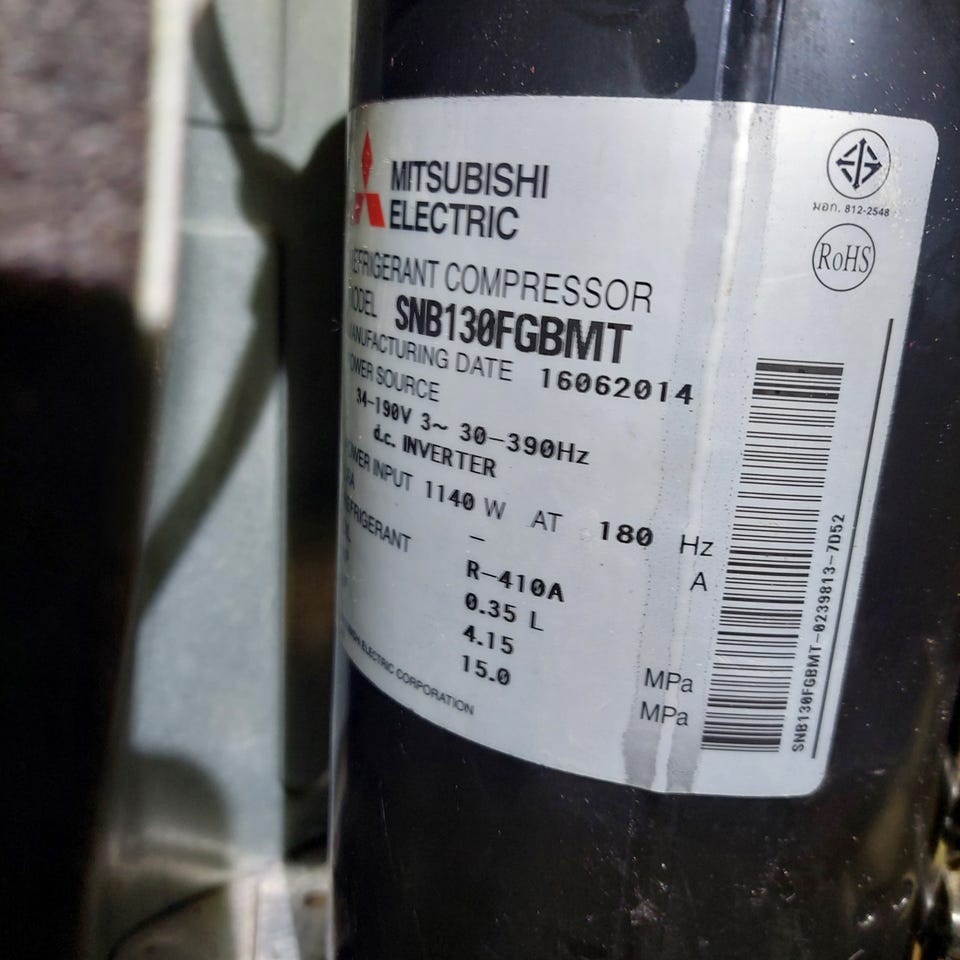 MITSUBISHI
ELECTRIC
REFRIGERANT COMPRESSOR
MODEL SNB130FGBMT
MANUFACTURING DATE 16062014
POWER SOURCE
34-190V 3~ 30-390Hz
d.c. INVERTER
POWER INPUT 1140 W AT 180 Hz
- A
REFRIGERANT R-410A
0.35 L
4.15 MPa
15.0 MPa
ELECTRIC CORPORATION
มอก. 812-2548
RoHS
SNB130FGBMT-0239813-7D52